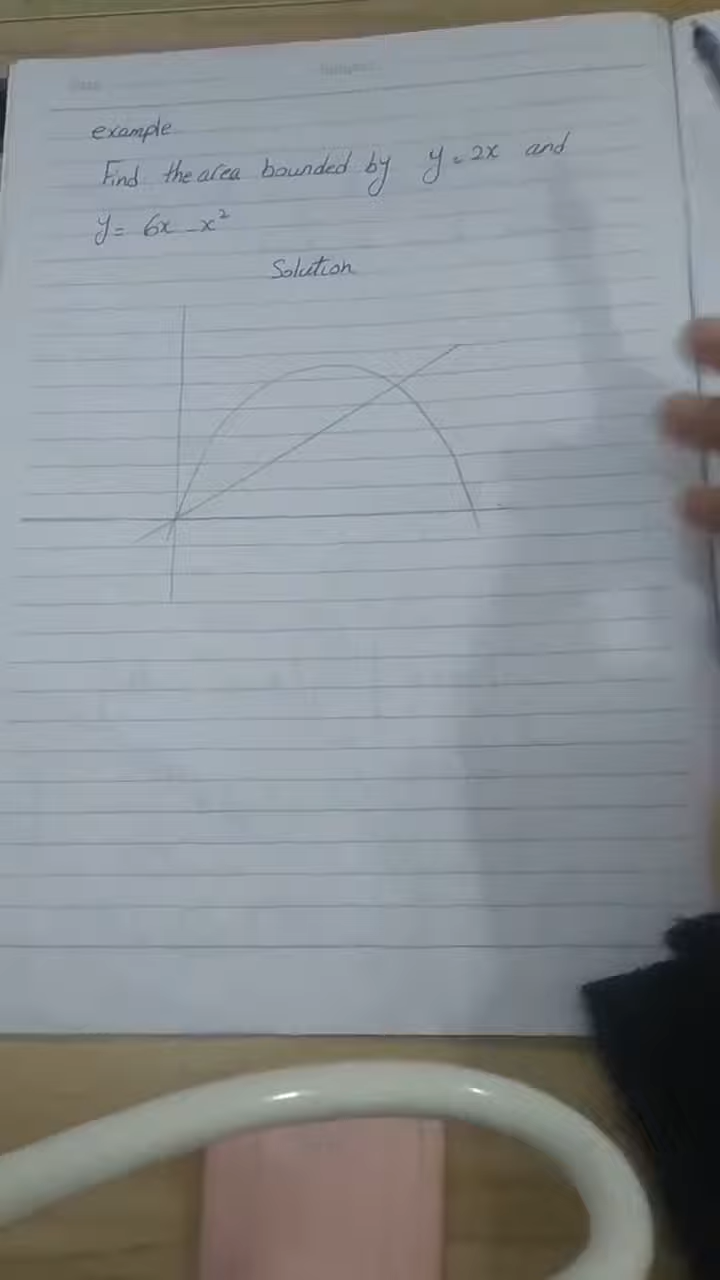 example
Find the area bounded by y = 2x and
y = 6x - x²
Solution